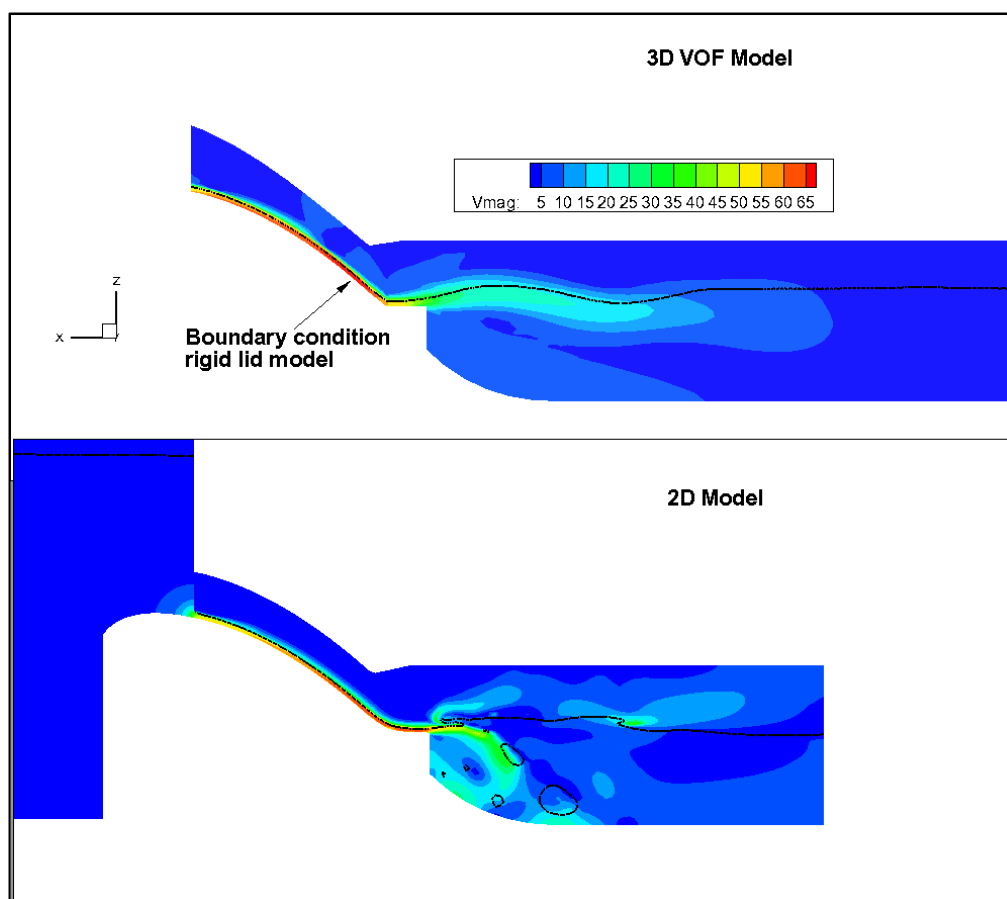 3D VOF Model
Vmag: 5 10 15 20 25 30 35 40 45 50 55 60 65
z
x
Boundary condition
rigid lid model
2D Model